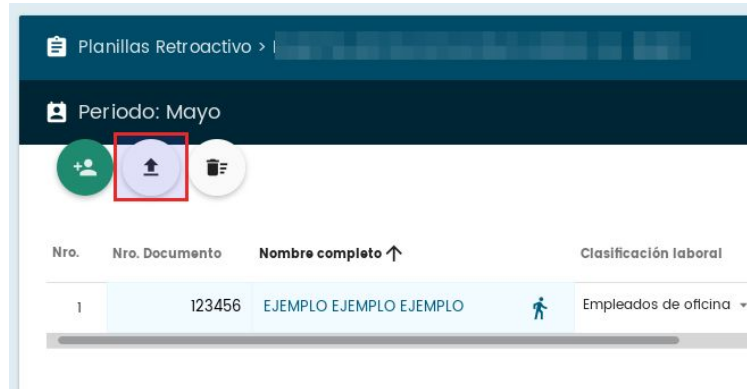 Planillas Retroactivo >
Periodo: Mayo
Nro. Nro. Documento Nombre completo Clasificación laboral
1 123456 EJEMPLO EJEMPLO EJEMPLO Empleados de oficina